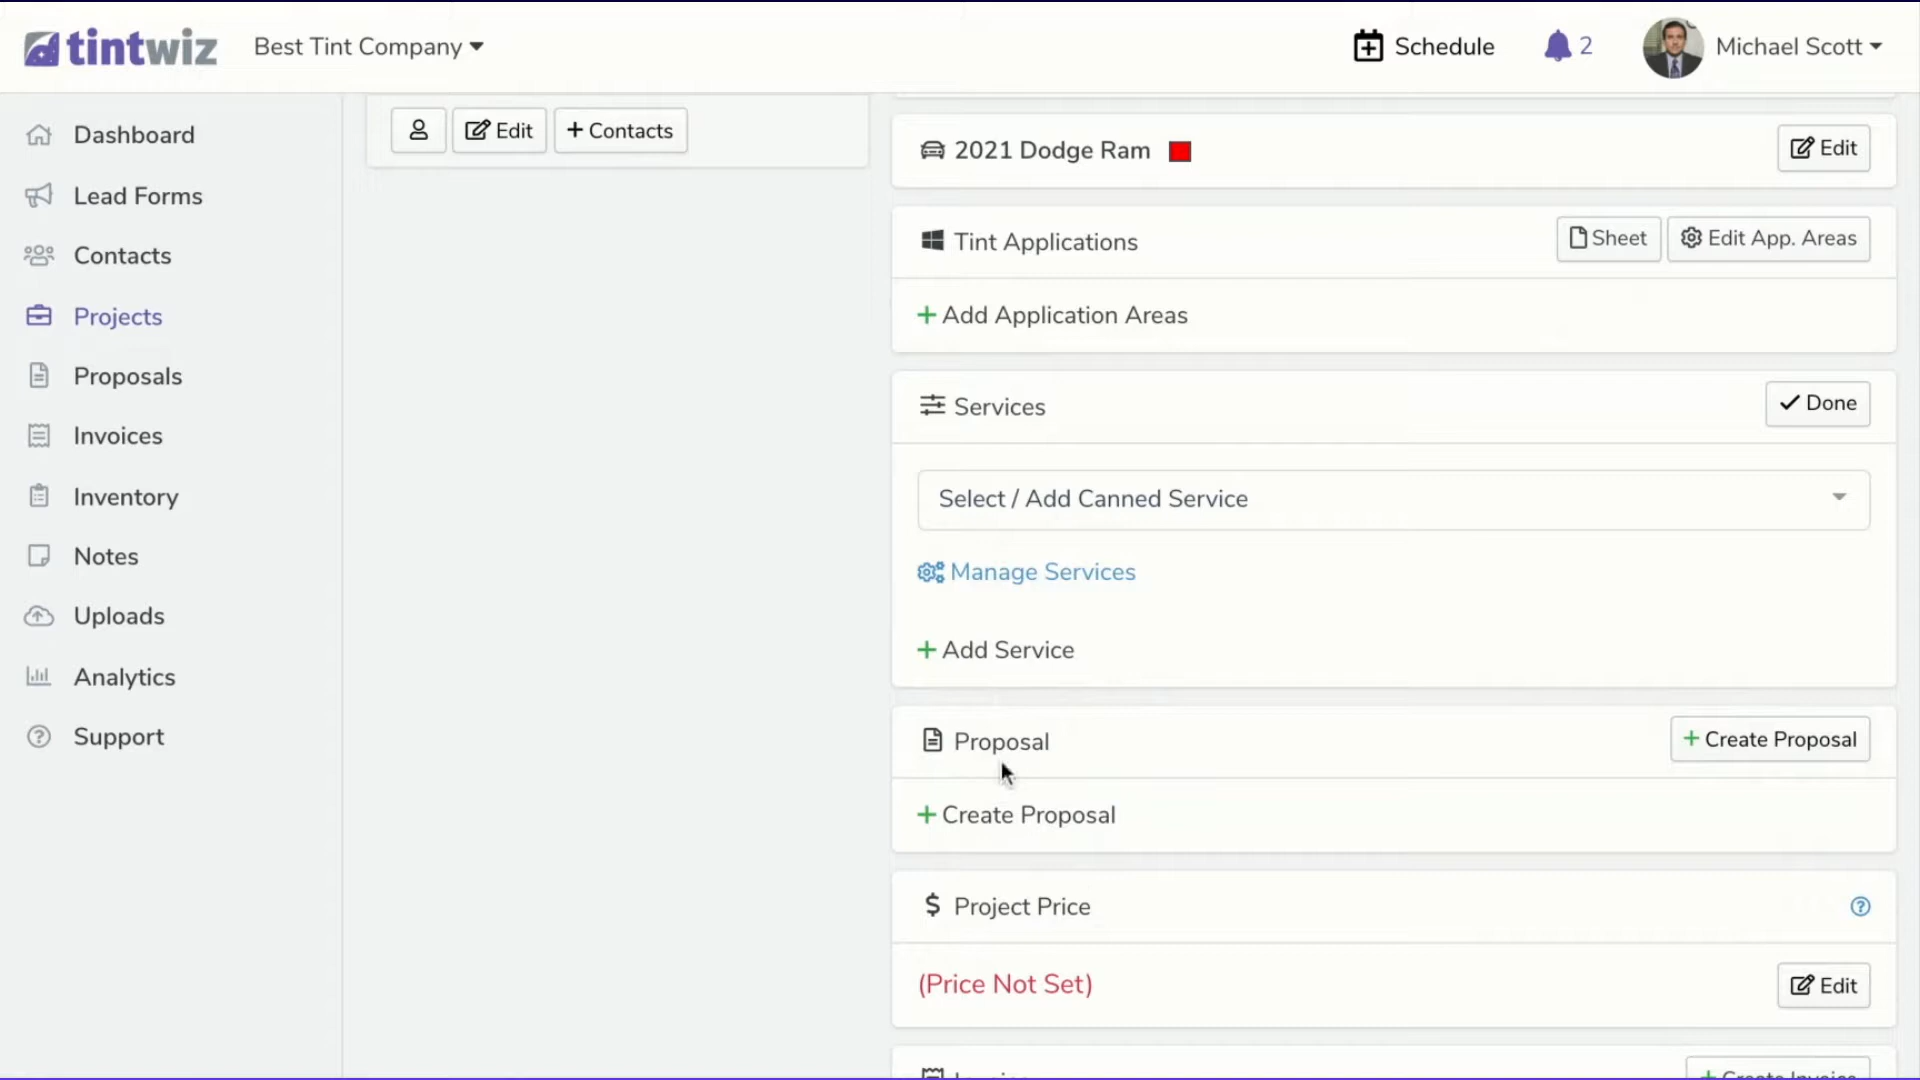 tintwiz
Best Tint Company
Schedule
2
Michael Scott
Dashboard
Lead Forms
Contacts
Projects
Proposals
Invoices
Inventory
Notes
Uploads
Analytics
Support
Edit
+ Contacts
2021 Dodge Ram
Edit
Tint Applications
Sheet
Edit App. Areas
+ Add Application Areas
Services
Done
Select / Add Canned Service
Manage Services
+ Add Service
Proposal
+ Create Proposal
+ Create Proposal
$ Project Price
?
(Price Not Set)
Edit
+ Create Invoice